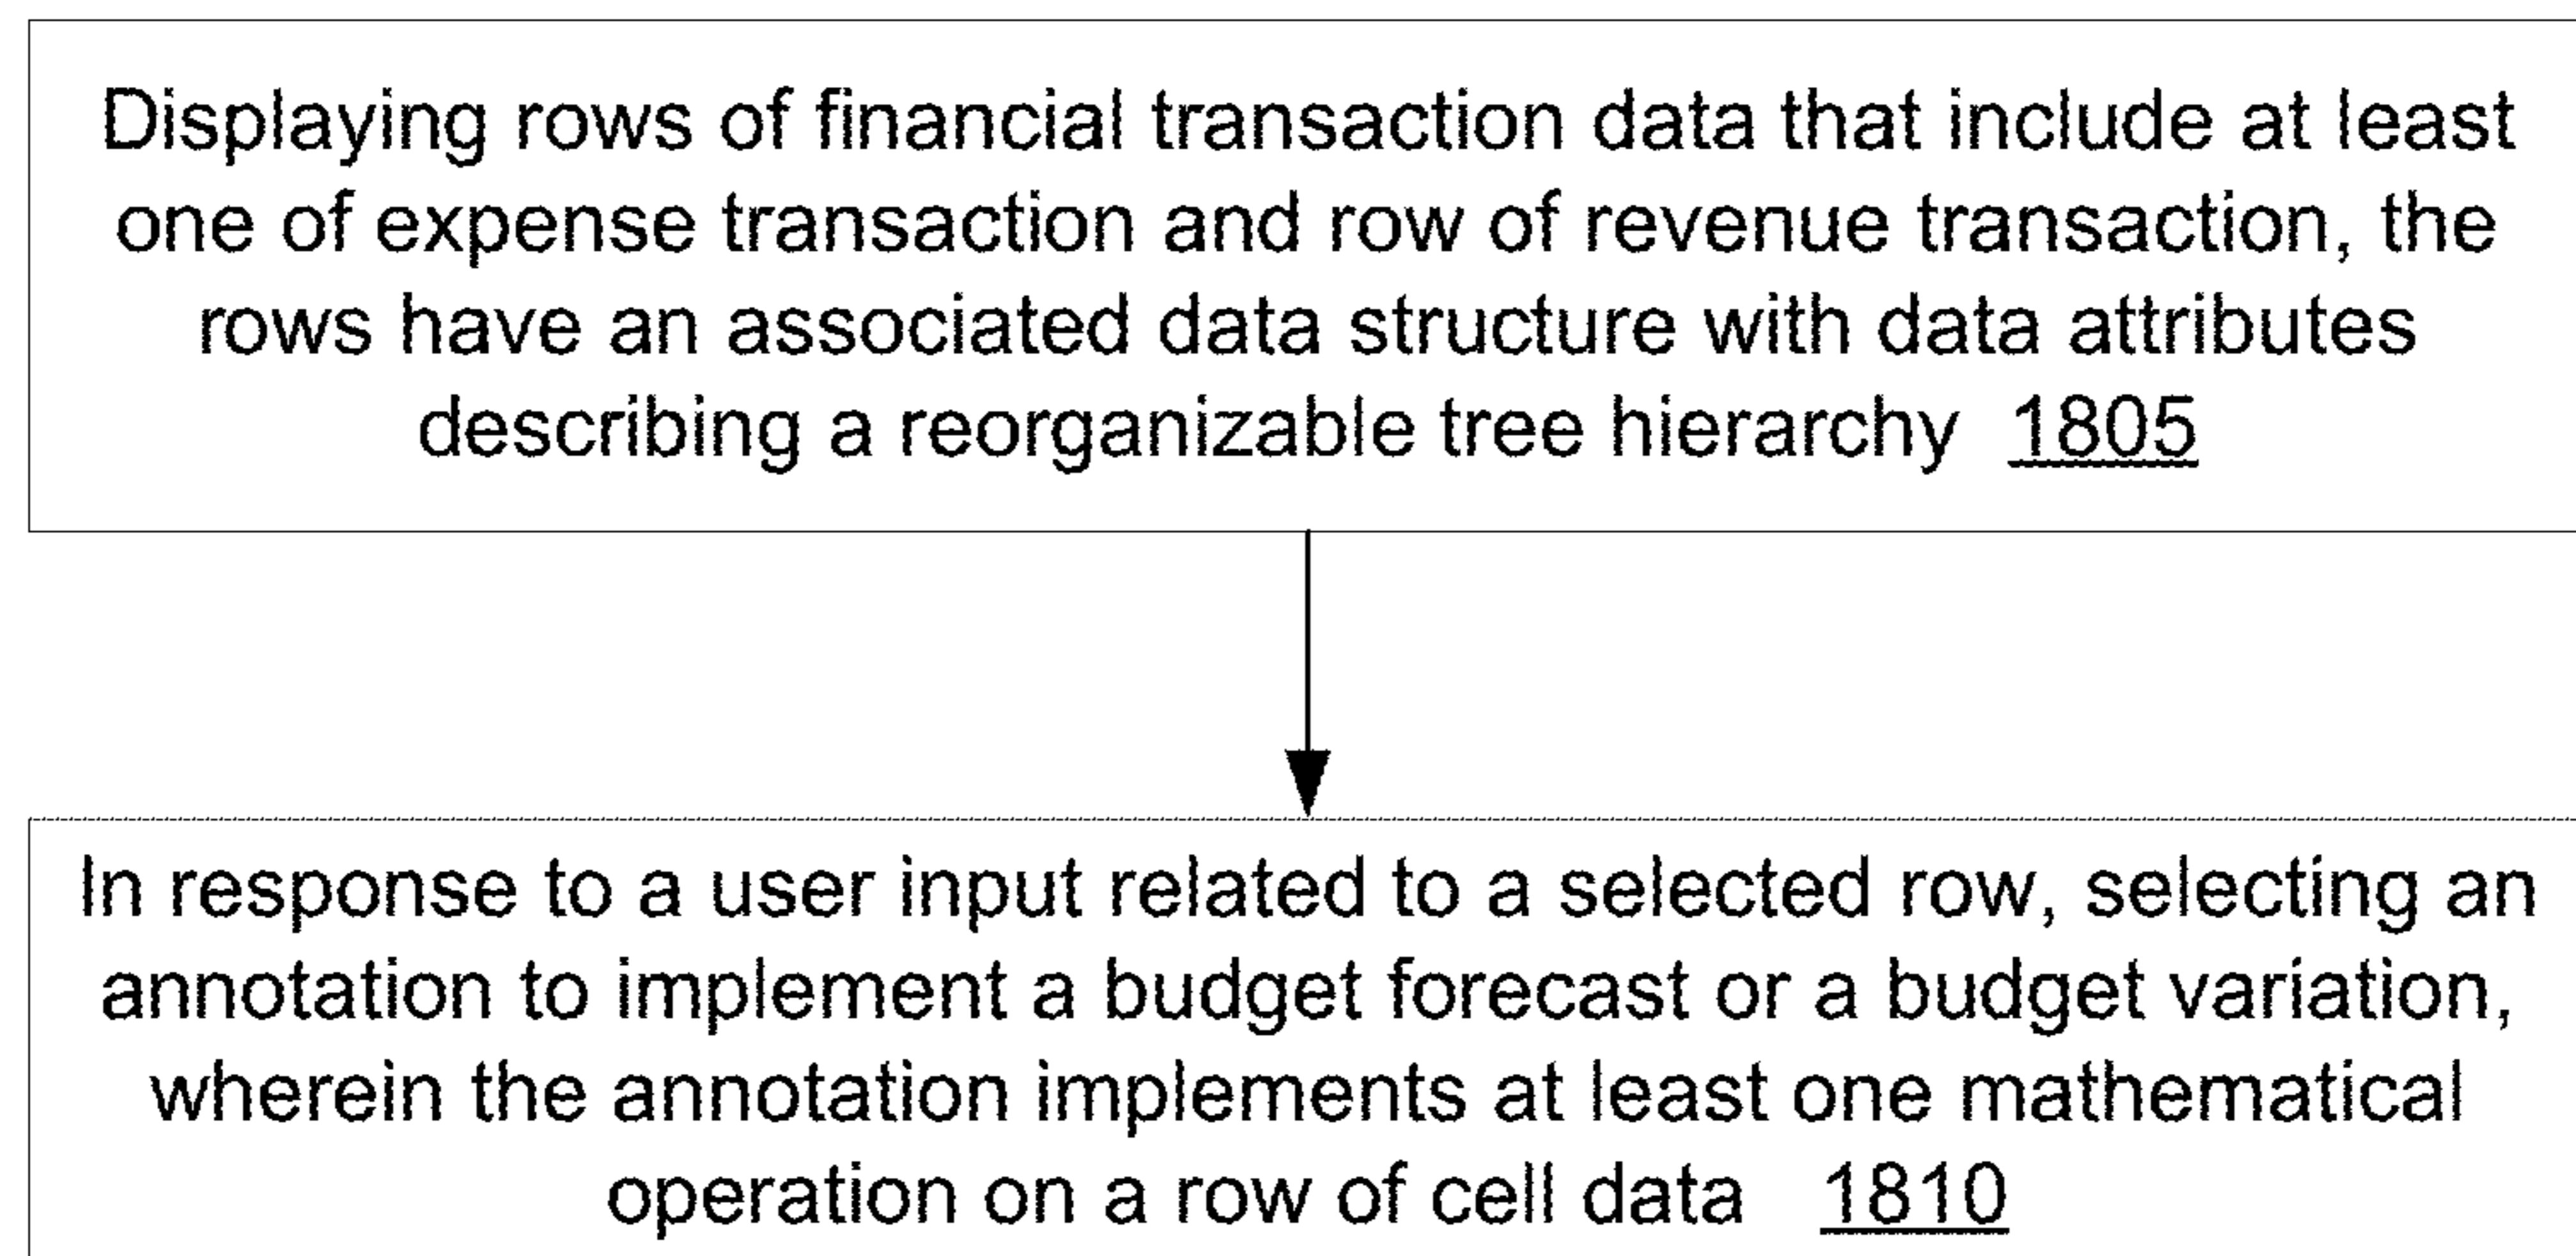 Displaying rows of financial transaction data that include at least
one of expense transaction and row of revenue transaction, the
rows have an associated data structure with data attributes
describing a reorganizable tree hierarchy 1805
In response to a user input related to a selected row, selecting an
annotation to implement a budget forecast or a budget variation,
wherein the annotation implements at least one mathematical
operation on a row of cell data 1810